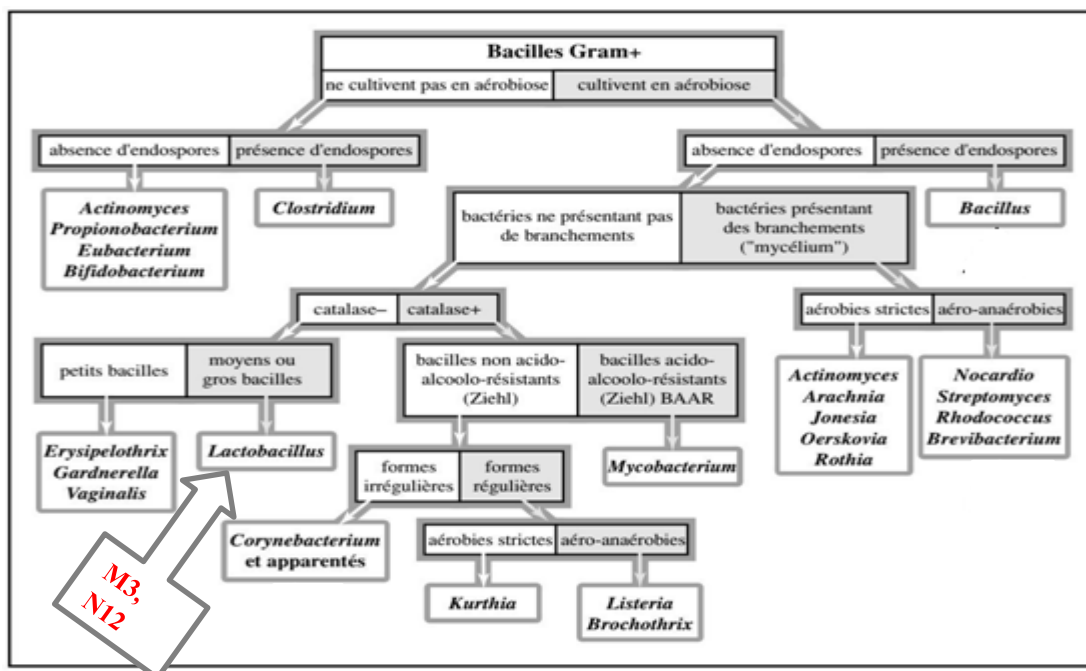 Bacilles Gram+
ne cultivent pas en aérobiose
cultivent en aérobiose
absence d'endospores
présence d'endospores
absence d'endospores
présence d'endospores
Actinomyces
Propionobacterium
Eubacterium
Bifidobacterium
Clostridium
bactéries ne présentant pas
de branchements
bactéries présentant
des branchements
("mycélium")
Bacillus
catalase–
catalase+
aérobies strictes
aéro-anaérobies
petits bacilles
moyens ou
gros bacilles
bacilles non acido-
alcoolo-résistants
(Ziehl)
bacilles acido-
alcoolo-résistants
(Ziehl) BAAR
Actinomyces
Arachnia
Jonesia
Oerskovia
Rothia
Nocardio
Streptomyces
Rhodococcus
Brevibacterium
Erysipelothrix
Gardnerella
Vaginalis
Lactobacillus
formes
irrégulières
formes
régulières
Mycobacterium
Corynebacterium
et apparentés
aérobies strictes
aéro-anaérobies
Kurthia
Listeria
Brochothrix
M3,
N12